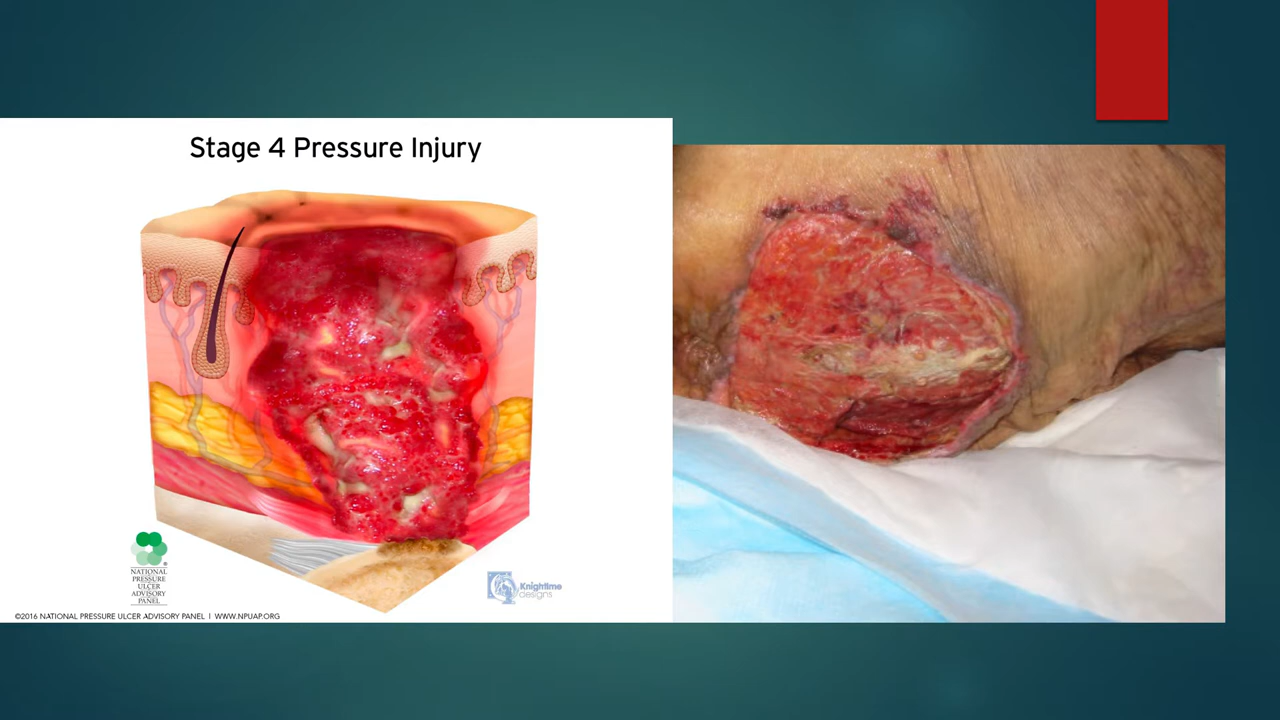 Stage 4 Pressure Injury
NATIONAL
PRESSURE
ULCER
ADVISORY
PANEL
Knighttime
designs
©2016 NATIONAL PRESSURE ULCER ADVISORY PANEL | WWW.NPUAP.ORG